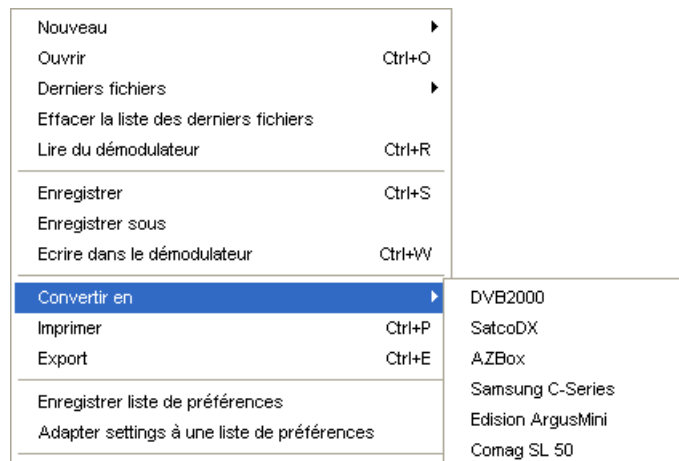 Nouveau
Ouvrir Ctrl+O
Derniers fichiers
Effacer la liste des derniers fichiers
Lire du démodulateur Ctrl+R
Enregistrer Ctrl+S
Enregistrer sous
Ecrire dans le démodulateur Ctrl+W
Convertir en
Imprimer Ctrl+P
Export Ctrl+E
Enregistrer liste de préférences
Adapter settings à une liste de préférences
DVB2000
SatcoDX
AZBox
Samsung C-Series
Edision ArgusMini
Comag SL 50